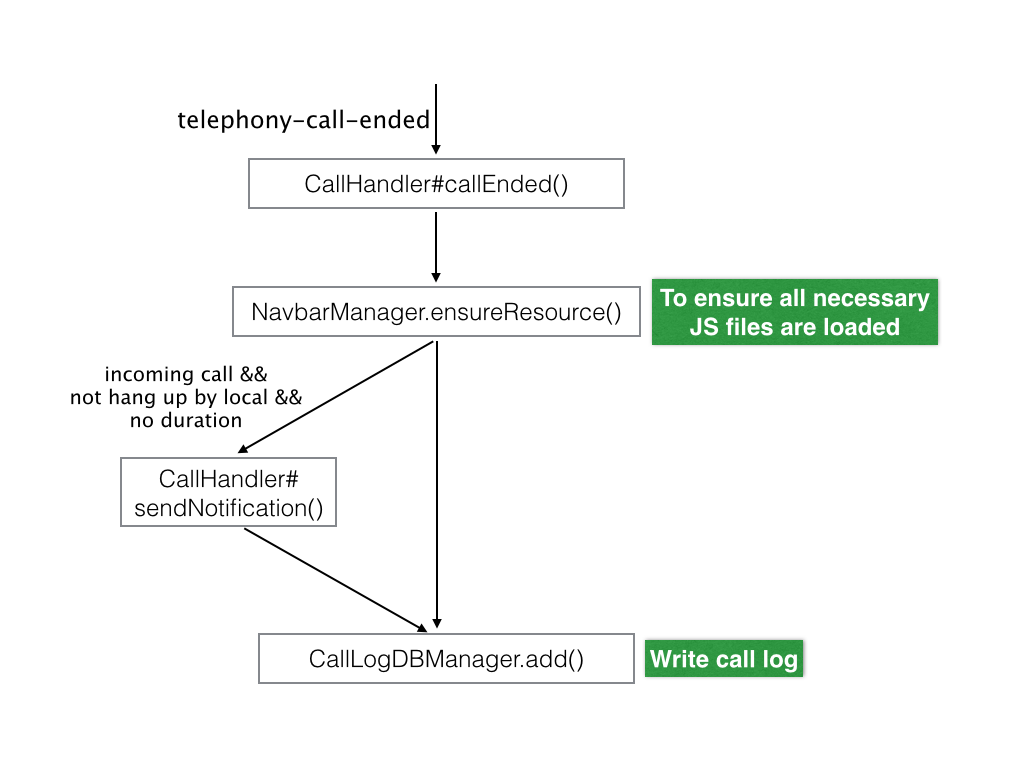 telephony-call-ended
CallHandler#callEnded()
NavbarManager.ensureResource()
To ensure all necessary
JS files are loaded
incoming call &&
not hang up by local &&
no duration
CallHandler#
sendNotification()
CallLogDBManager.add()
Write call log